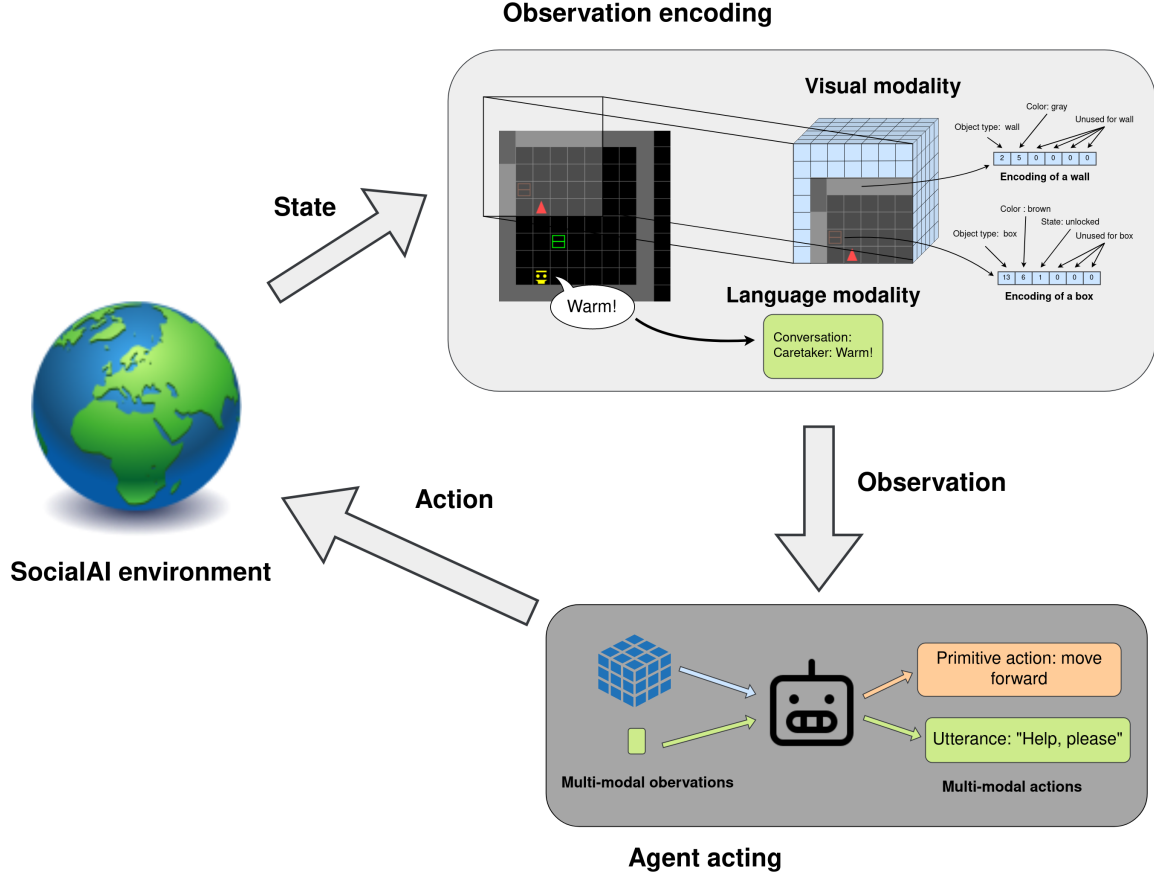 Observation encoding
Visual modality
Color: gray
Object type: wall
Unused for wall
2 5 0 0 0 0
Encoding of a wall
Color : brown
State: unlocked
Object type: box
Unused for box
13 6 1 0 0 0
Encoding of a box
State
Warm!
Language modality
Conversation:
Caretaker: Warm!
Observation
Action
SocialAI environment
Primitive action: move
forward
Utterance: "Help, please"
Multi-modal obervations
Multi-modal actions
Agent acting